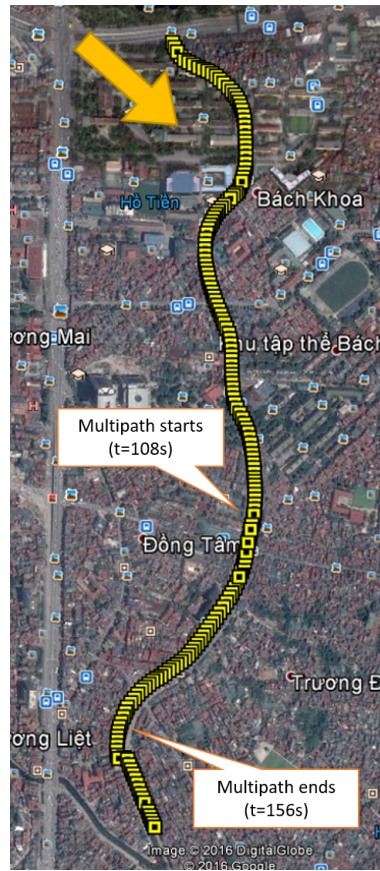 Hồ Tiền
Bách Khoa
ương Mai
Khu tập thể Bách
Multipath starts
(t=108s)
Đồng Tâm
Trương Đ
ương Liệt
Multipath ends
(t=156s)
Image © 2016 DigitalGlobe
© 2016 Google